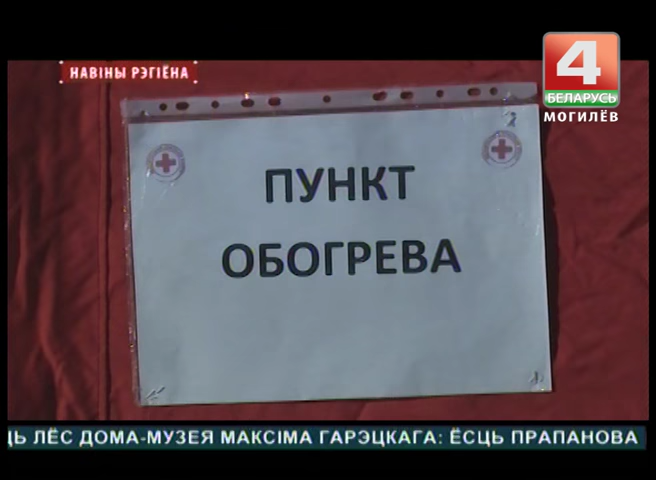 НАВІНЫ РЭГІЁНА
4
БЕЛАРУСЬ
МОГИЛЁВ
ПУНКТ
ОБОГРЕВА
Ь ЛЁС ДОМА-МУЗЕЯ МАКСІМА ГАРЭЦКАГА: ЁСЦЬ ПРАПАНОВА